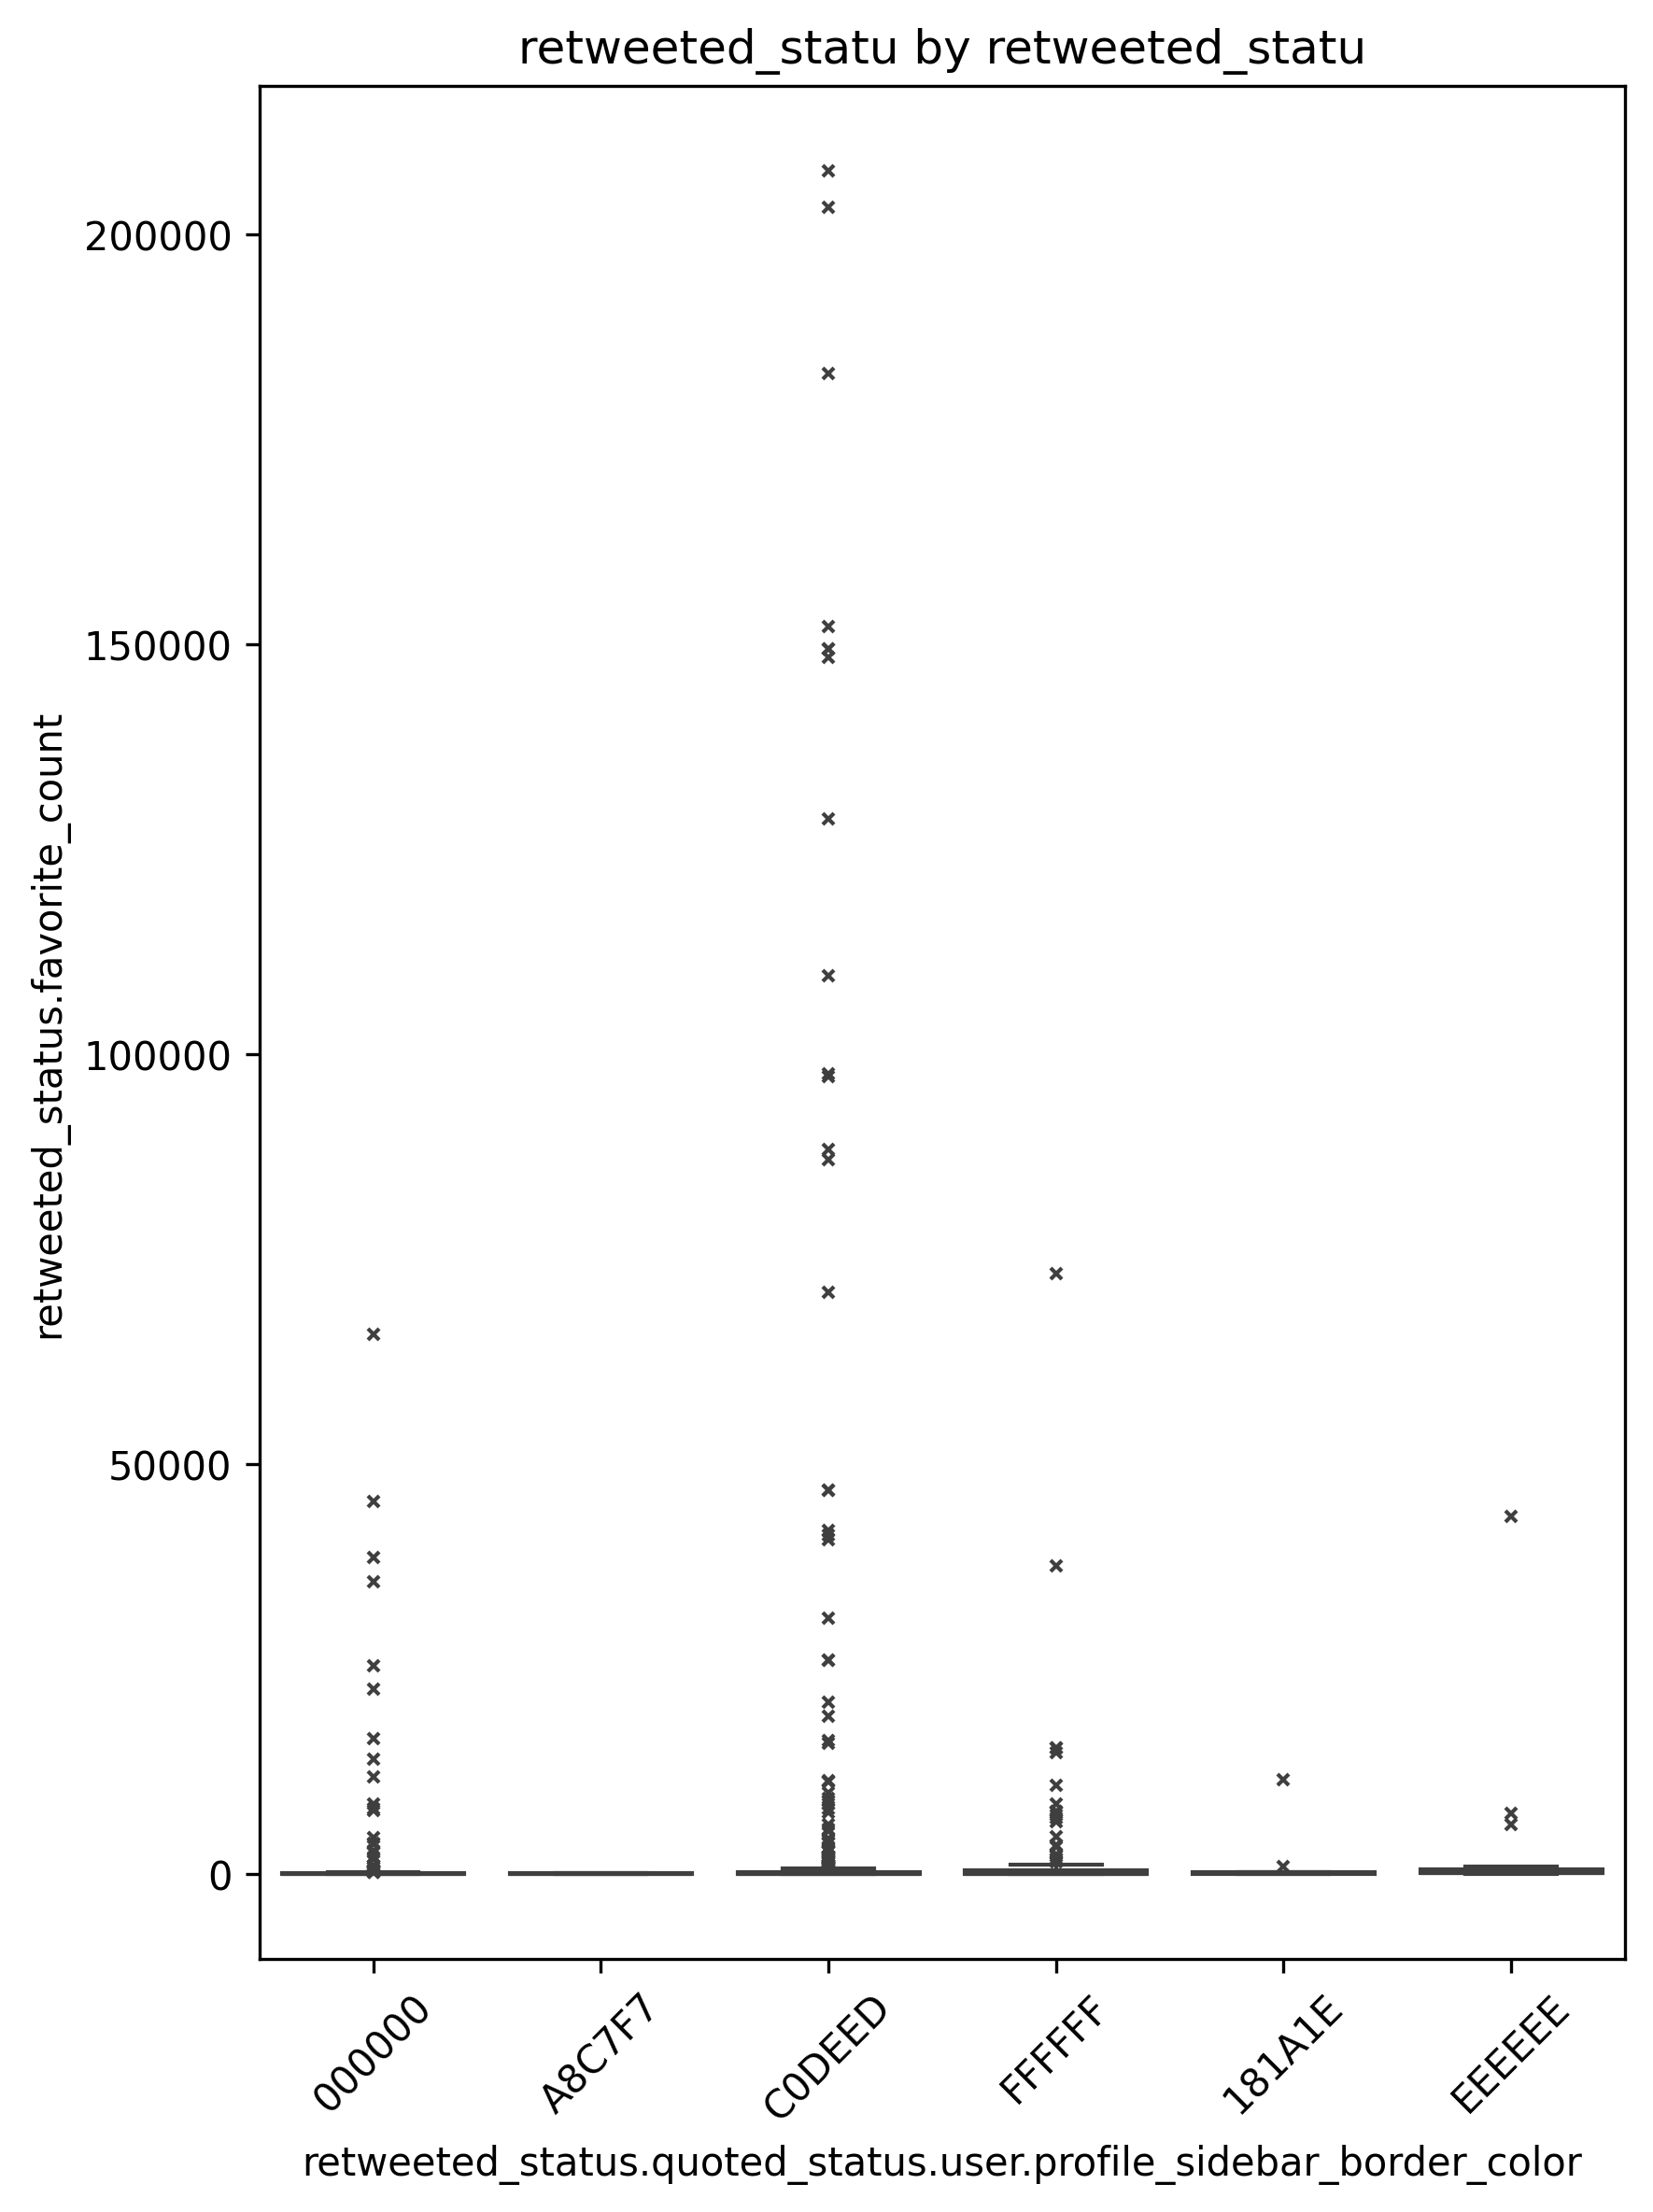 retweeted_statu by retweeted_statu
retweeted_status.favorite_count
200000
150000
100000
50000
0
000000
A8C7F7
C0DEED
FFFFFF
181A1E
EEEEEE
retweeted_status.quoted_status.user.profile_sidebar_border_color